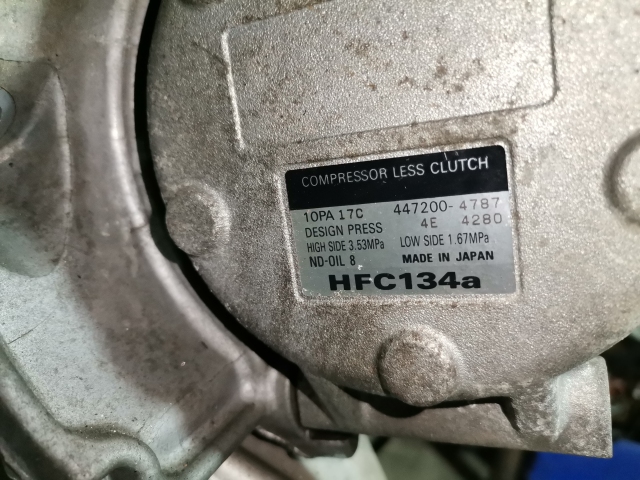 COMPRESSOR LESS CLUTCH
10PA 17C 447200-4787
DESIGN PRESS 4E 4280
HIGH SIDE 3.53MPa LOW SIDE 1.67MPa
ND-OIL 8 MADE IN JAPAN
HFC134a